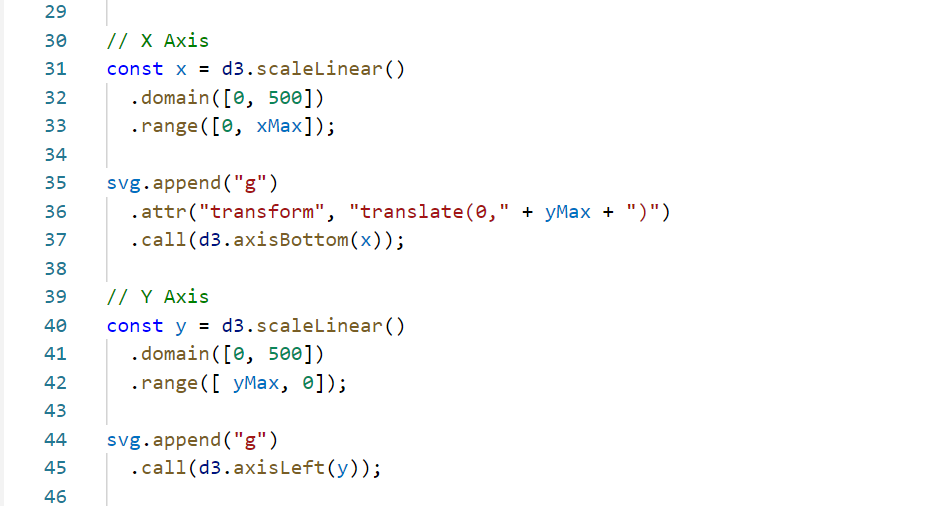 29
30 // X Axis
31 const x = d3.scaleLinear()
32   .domain([0, 500])
33   .range([0, xMax]);
34
35 svg.append("g")
36   .attr("transform", "translate(0," + yMax + ")")
37   .call(d3.axisBottom(x));
38
39 // Y Axis
40 const y = d3.scaleLinear()
41   .domain([0, 500])
42   .range([ yMax, 0]);
43
44 svg.append("g")
45   .call(d3.axisLeft(y));
46